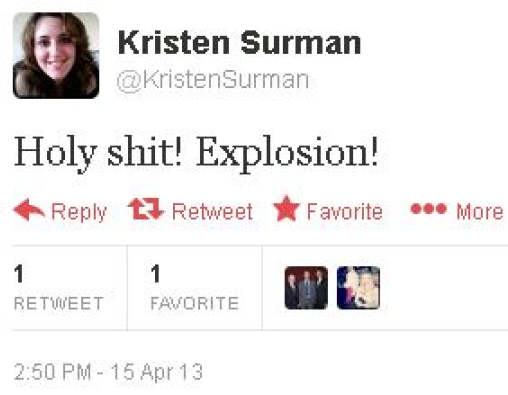 Kristen Surman
@KristenSurman
Holy shit! Explosion!
Reply Retweet Favorite More
1 1
RETWEET FAVORITE
2:50 PM - 15 Apr 13